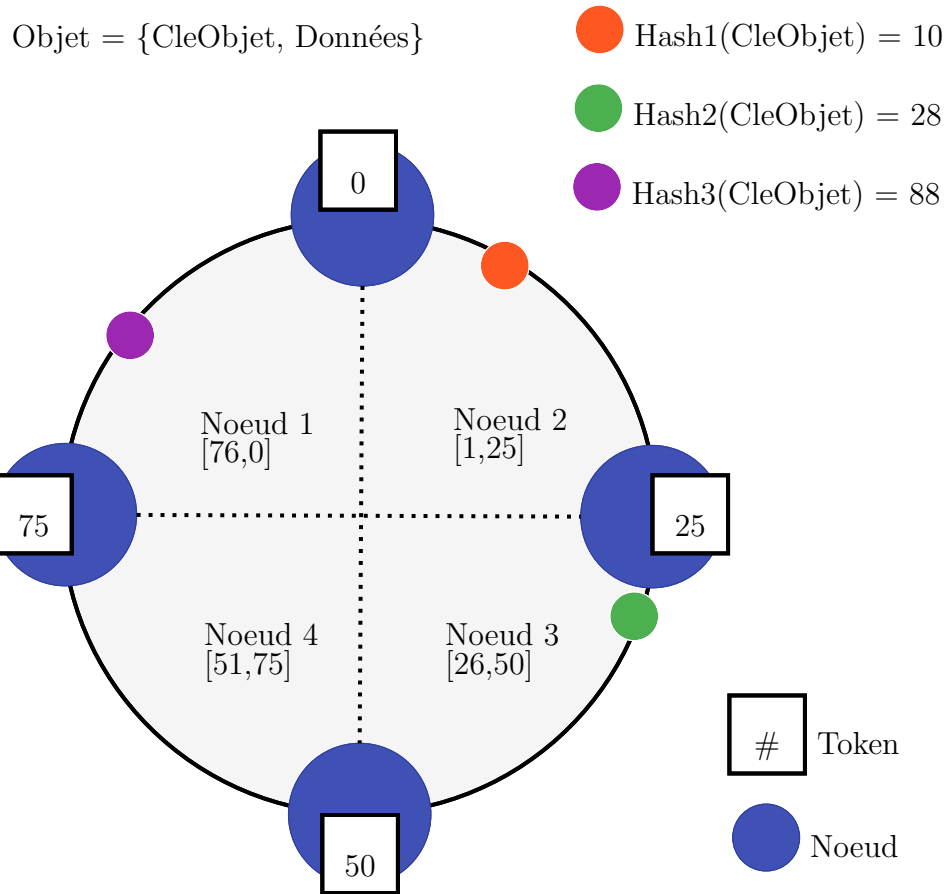 Objet = {CleObjet, Données}
Hash1(CleObjet) = 10
Hash2(CleObjet) = 28
Hash3(CleObjet) = 88
0
Noeud 1
[76,0]
Noeud 2
[1,25]
75
25
Noeud 4
[51,75]
Noeud 3
[26,50]
# Token
50
Noeud